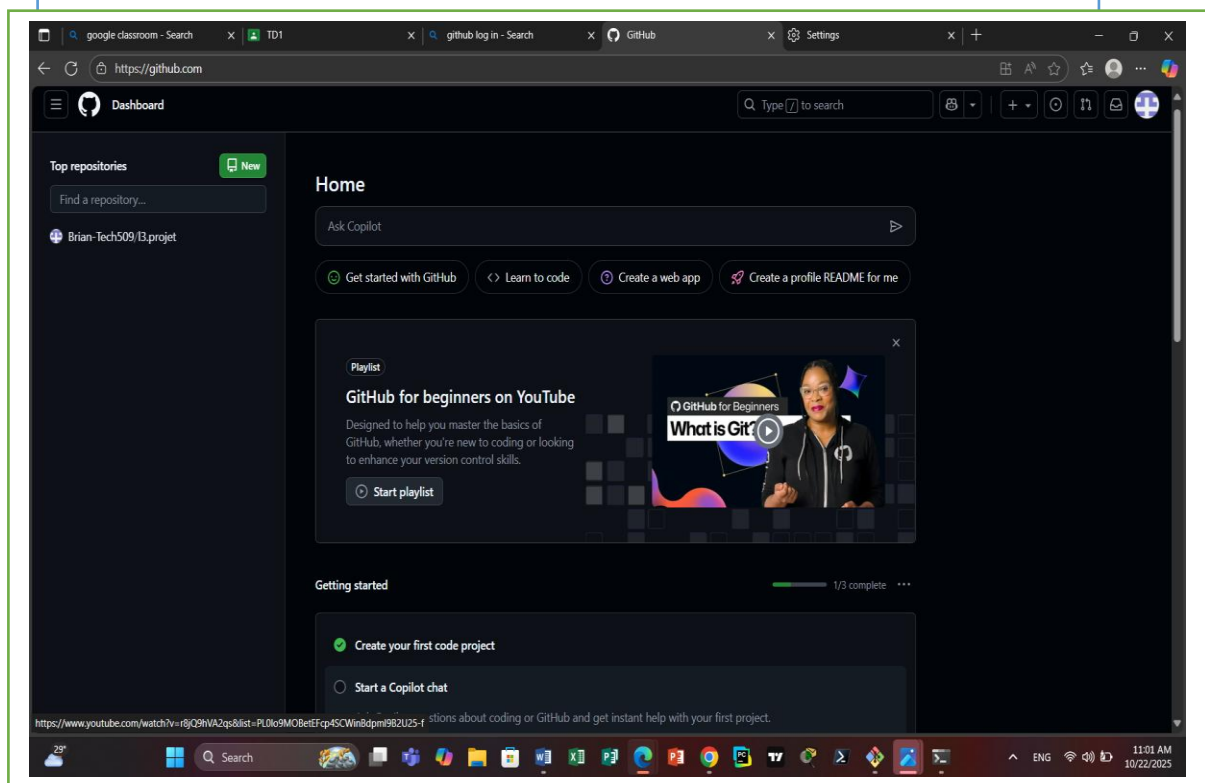 google classroom - Search
TD1
github log in - Search
GitHub
Settings
https://github.com
Dashboard
Type / to search
Top repositories
New
Find a repository...
Brian-Tech509/l3.projet
Home
Ask Copilot
Get started with GitHub
Learn to code
Create a web app
Create a profile README for me
Playlist
GitHub for beginners on YouTube
Designed to help you master the basics of
GitHub, whether you're new to coding or looking
to enhance your version control skills.
Start playlist
GitHub for Beginners
What is Git?
Getting started
1/3 complete
Create your first code project
Start a Copilot chat
stions about coding or GitHub and get instant help with your first project.
29°
Search
ENG
11:01 AM
10/22/2025